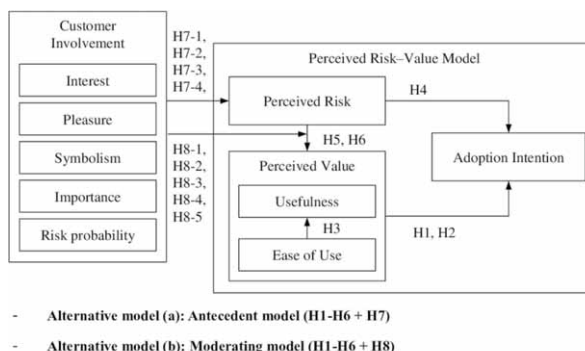 Customer
Involvement
Interest
Pleasure
Symbolism
Importance
Risk probability
H7-1,
H7-2,
H7-3,
H7-4,
H8-1,
H8-2,
H8-3,
H8-4,
H8-5
Perceived Risk–Value Model
Perceived Risk
H4
H5, H6
Perceived Value
Usefulness
H3
Ease of Use
Adoption Intention
H1, H2
- Alternative model (a): Antecedent model (H1-H6 + H7)
- Alternative model (b): Moderating model (H1-H6 + H8)